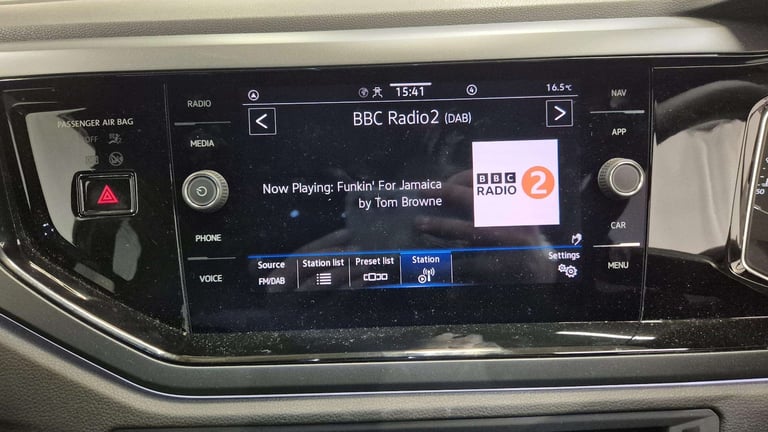 PASSENGER AIR BAG
OFF
RADIO
MEDIA
PHONE
VOICE
15:41
4
16.5°C
<
BBC Radio2 (DAB)
>
Now Playing: Funkin' For Jamaica
by Tom Browne
BBC
RADIO 2
Source
FM/DAB
Station list
Preset list
Station
Settings
NAV
APP
CAR
MENU